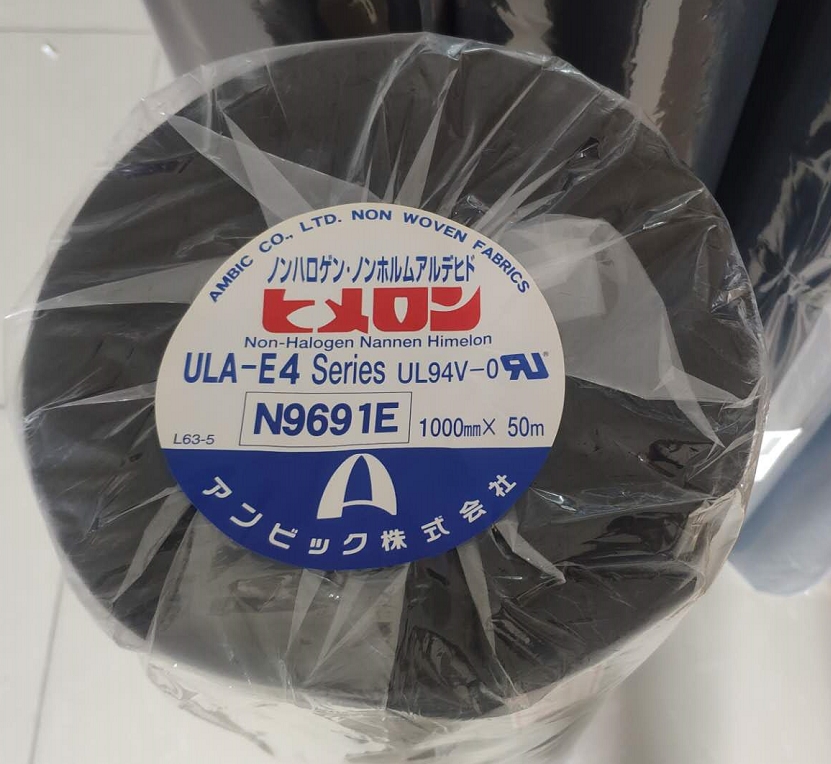 AMBIC CO., LTD. NON WOVEN FABRICS
ノンハロゲン・ノンホルムアルデヒド
ヒメロン
Non-Halogen Nannen Himelon
ULA-E4 Series UL94V-0 RU®
N9691E 1000mm× 50m
L63-5
アンビック株式会社